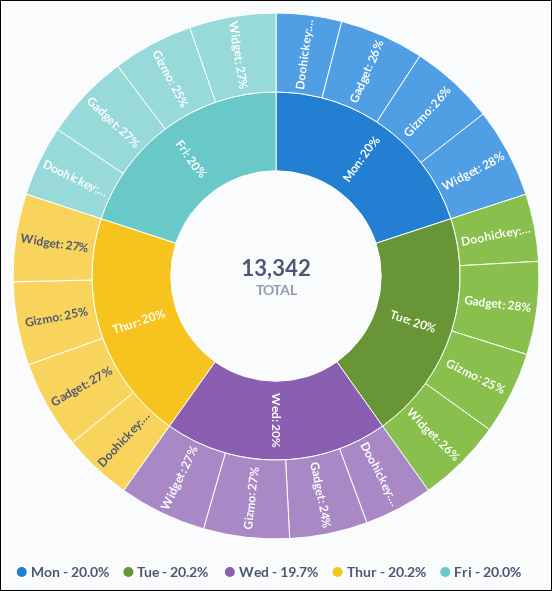 Doohickey:...
Gadget: 26%
Gizmo: 26%
Widget: 28%
Mon: 20%
Doohickey:...
Gadget: 28%
Gizmo: 25%
Widget: 26%
Tue: 20%
Doohickey:...
Gadget: 24%
Gizmo: 27%
Widget: 27%
Wed: 20%
Doohickey:...
Gadget: 27%
Gizmo: 25%
Widget: 27%
Thur: 20%
Doohickey:...
Gadget: 27%
Gizmo: 25%
Widget: 27%
Fri: 20%
13,342
TOTAL
Mon - 20.0% Tue - 20.2% Wed - 19.7% Thur - 20.2% Fri - 20.0%